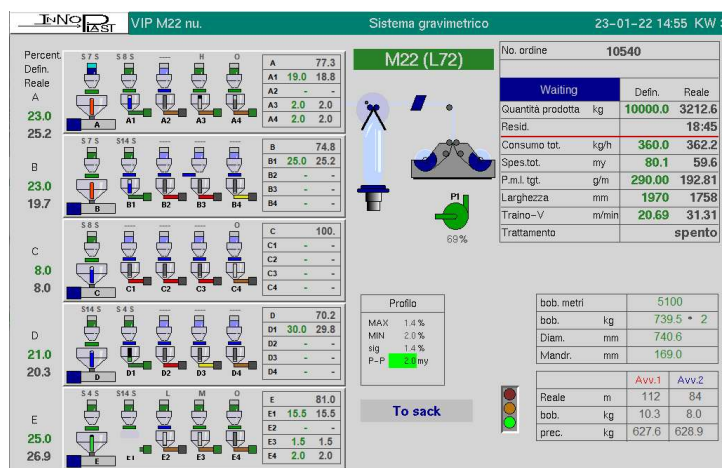 INNOPLAST VIP M22 nu. Sistema gravimetrico 23-01-22 14:55 KW
Percent. Defin. Reale
A 23.0 25.2
S 7 S S 8 S ---- H O
A A1 A2 A3 A4
A 77.3
A1 19.0 18.8
A2 - -
A3 2.0 2.0
A4 2.0 2.0
B 23.0 19.7
S 7 S S14 S ---- ---- ----
B B1 B2 B3 B4
B 74.8
B1 25.0 25.2
B2 - -
B3 - -
B4 - -
C 8.0 8.0
S 8 S ---- ---- ---- O
C C1 C2 C3 C4
C 100.
C1 - -
C2 - -
C3 - -
C4 - -
D 21.0 20.3
S14 S S 4 S ---- ---- ----
D D1 D2 D3 D4
D 70.2
D1 30.0 29.8
D2 - -
D3 - -
D4 - -
E 25.0 26.9
S 4 S S14 S L M O
E E1 E2 E3 E4
E 81.0
E1 15.5 15.5
E2 - -
E3 1.5 1.5
E4 2.0 2.0
M22 (L72)
P1
69%
Profilo
MAX 1.4 %
MIN 2.0 %
sig 1.4 %
P-P 2.0 my
To sack
No. ordine 10540
Waiting Defin. Reale
Quantità prodotta kg 10000.0 3212.6
Resid. 18:45
Consumo tot. kg/h 360.0 362.2
Spes.tot. my 80.1 59.6
P.m.l. tgt. g/m 290.00 192.81
Larghezza mm 1970 1758
Traino-V m/min 20.69 31.31
Trattamento spento
bob. metri 5100
bob. kg 739.5 * 2
Diam. mm 740.6
Mandr. mm 169.0
Avv.1 Avv.2
Reale m 112 84
bob. kg 10.3 8.0
prec. kg 627.6 628.9